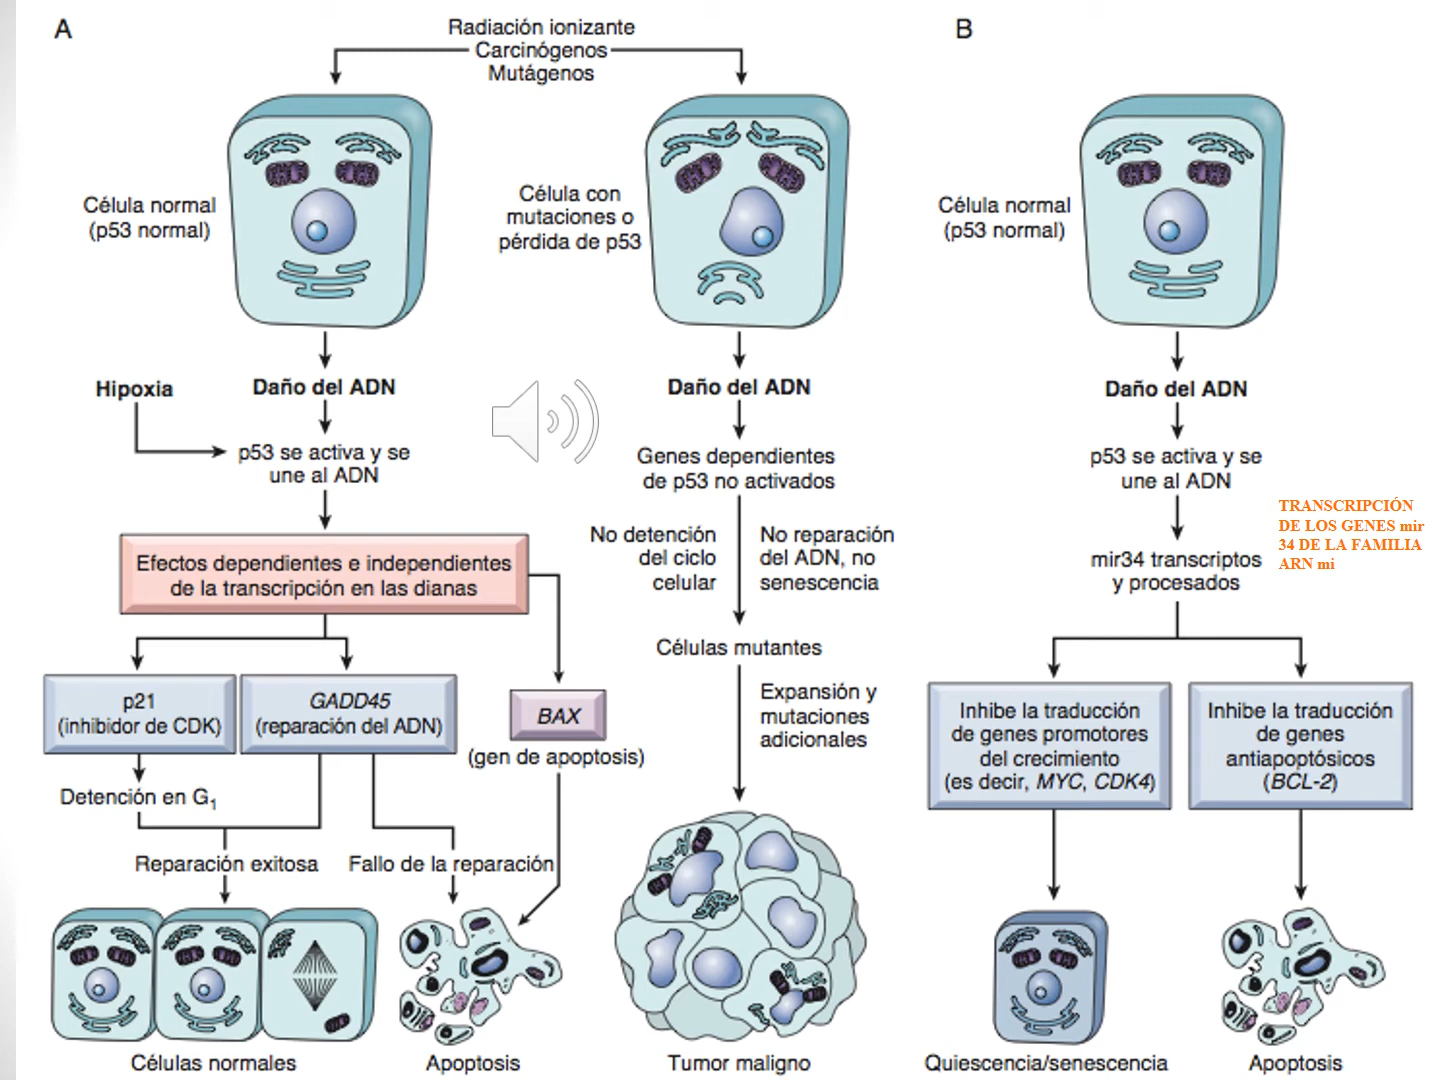 A
Radiación ionizante
Carcinógenos
Mutágenos
Célula normal
(p53 normal)
Célula con
mutaciones o
pérdida de p53
Hipoxia
Daño del ADN
p53 se activa y se
une al ADN
Efectos dependientes e independientes
de la transcripción en las dianas
p21
(inhibidor de CDK)
GADD45
(reparación del ADN)
BAX
(gen de apoptosis)
Detención en G1
Reparación exitosa
Fallo de la reparación
Células normales
Apoptosis
Daño del ADN
Genes dependientes
de p53 no activados
No detención
del ciclo
celular
No reparación
del ADN, no
senescencia
Células mutantes
Expansión y
mutaciones
adicionales
Tumor maligno
B
Célula normal
(p53 normal)
Daño del ADN
p53 se activa y se
une al ADN
TRANSCRIPCIÓN
DE LOS GENES mir
34 DE LA FAMILIA
ARN mi
mir34 transcriptos
y procesados
Inhibe la traducción
de genes promotores
del crecimiento
(es decir, MYC, CDK4)
Inhibe la traducción
de genes
antiapoptósicos
(BCL-2)
Quiescencia/senescencia
Apoptosis